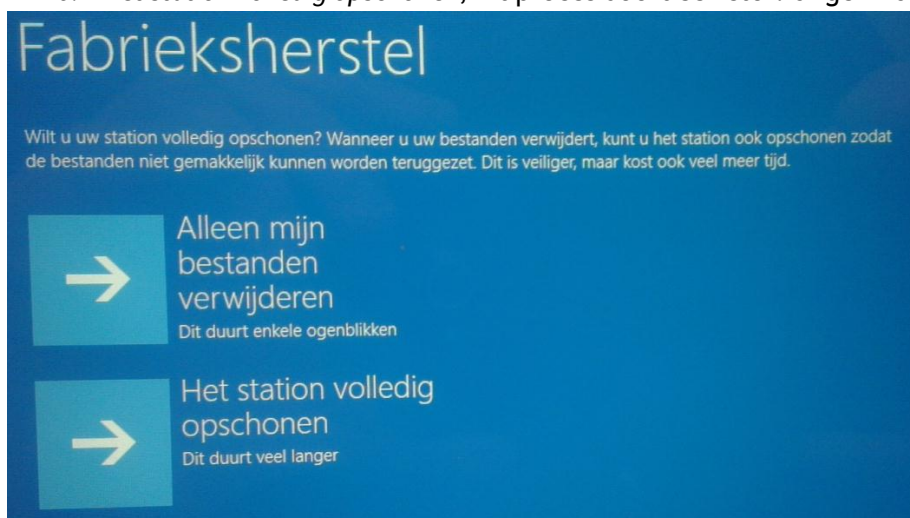 Fabrieksherstel
Wilt u uw station volledig opschonen? Wanneer u uw bestanden verwijdert, kunt u het station ook opschonen zodat
de bestanden niet gemakkelijk kunnen worden teruggezet. Dit is veiliger, maar kost ook veel meer tijd.
Alleen mijn
bestanden
verwijderen
Dit duurt enkele ogenblikken
Het station volledig
opschonen
Dit duurt veel langer